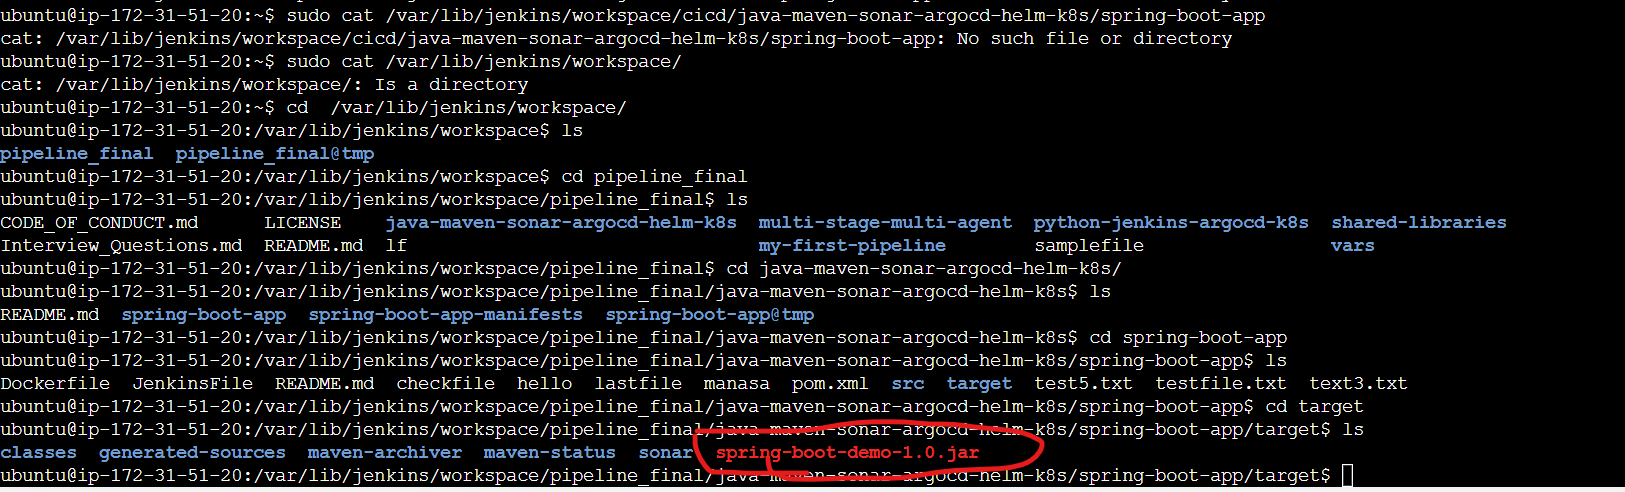 ubuntu@ip-172-31-51-20:~$ sudo cat /var/lib/jenkins/workspace/cicd/java-maven-sonar-argocd-helm-k8s/spring-boot-app
cat: /var/lib/jenkins/workspace/cicd/java-maven-sonar-argocd-helm-k8s/spring-boot-app: No such file or directory
ubuntu@ip-172-31-51-20:~$ sudo cat /var/lib/jenkins/workspace/
cat: /var/lib/jenkins/workspace/: Is a directory
ubuntu@ip-172-31-51-20:~$ cd  /var/lib/jenkins/workspace/
ubuntu@ip-172-31-51-20:/var/lib/jenkins/workspace$ ls
pipeline_final  pipeline_final@tmp
ubuntu@ip-172-31-51-20:/var/lib/jenkins/workspace$ cd pipeline_final
ubuntu@ip-172-31-51-20:/var/lib/jenkins/workspace/pipeline_final$ ls
CODE_OF_CONDUCT.md      LICENSE    java-maven-sonar-argocd-helm-k8s  multi-stage-multi-agent  python-jenkins-argocd-k8s  shared-libraries
Interview_Questions.md  README.md  lf                                my-first-pipeline        samplefile                 vars
ubuntu@ip-172-31-51-20:/var/lib/jenkins/workspace/pipeline_final$ cd java-maven-sonar-argocd-helm-k8s/
ubuntu@ip-172-31-51-20:/var/lib/jenkins/workspace/pipeline_final/java-maven-sonar-argocd-helm-k8s$ ls
README.md  spring-boot-app  spring-boot-app-manifests  spring-boot-app@tmp
ubuntu@ip-172-31-51-20:/var/lib/jenkins/workspace/pipeline_final/java-maven-sonar-argocd-helm-k8s$ cd spring-boot-app
ubuntu@ip-172-31-51-20:/var/lib/jenkins/workspace/pipeline_final/java-maven-sonar-argocd-helm-k8s/spring-boot-app$ ls
Dockerfile  JenkinsFile  README.md  checkfile  hello  lastfile  manasa  pom.xml  src  target  test5.txt  testfile.txt  text3.txt
ubuntu@ip-172-31-51-20:/var/lib/jenkins/workspace/pipeline_final/java-maven-sonar-argocd-helm-k8s/spring-boot-app$ cd target
ubuntu@ip-172-31-51-20:/var/lib/jenkins/workspace/pipeline_final/java-maven-sonar-argocd-helm-k8s/spring-boot-app/target$ ls
classes  generated-sources  maven-archiver  maven-status  sonar  spring-boot-demo-1.0.jar
ubuntu@ip-172-31-51-20:/var/lib/jenkins/workspace/pipeline_final/java-maven-sonar-argocd-helm-k8s/spring-boot-app/target$